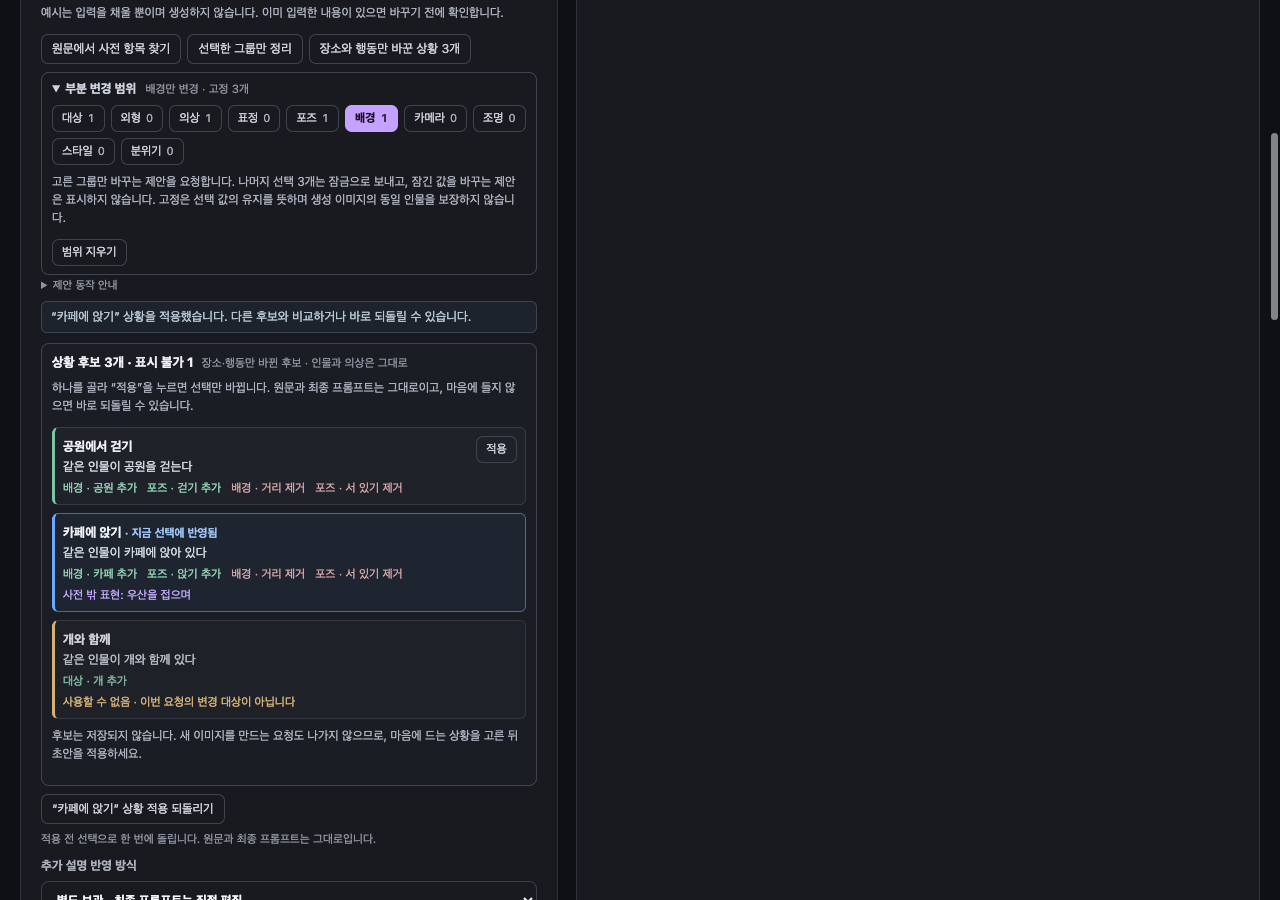 예시는 입력을 채울 뿐이며 생성하지 않습니다. 이미 입력한 내용이 있으면 바꾸기 전에 확인합니다.
원문에서 사전 항목 찾기 선택한 그룹만 정리 장소와 행동만 바꾼 상황 3개
▼ 부분 변경 범위 배경만 변경 · 고정 3개
대상 1 외형 0 의상 1 표정 0 포즈 1 배경 1 카메라 0 조명 0
스타일 0 분위기 0
고른 그룹만 바꾸는 제안을 요청합니다. 나머지 선택 3개는 잠금으로 보내고, 잠긴 값을 바꾸는 제안
은 표시하지 않습니다. 고정은 선택 값의 유지를 뜻하며 생성 이미지의 동일 인물을 보장하지 않습니
다.
범위 지우기
▶ 제안 동작 안내
“카페에 앉기” 상황을 적용했습니다. 다른 후보와 비교하거나 바로 되돌릴 수 있습니다.
상황 후보 3개 · 표시 불가 1 장소·행동만 바뀐 후보 · 인물과 의상은 그대로
하나를 골라 “적용”을 누르면 선택만 바뀝니다. 원문과 최종 프롬프트는 그대로이고, 마음에 들지 않
으면 바로 되돌릴 수 있습니다.
공원에서 걷기 적용
같은 인물이 공원을 걷는다
배경 · 공원 추가 포즈 · 걷기 추가 배경 · 거리 제거 포즈 · 서 있기 제거
카페에 앉기 · 지금 선택에 반영됨
같은 인물이 카페에 앉아 있다
배경 · 카페 추가 포즈 · 앉기 추가 배경 · 거리 제거 포즈 · 서 있기 제거
사전 밖 표현: 우산을 접으며
개와 함께
같은 인물이 개와 함께 있다
대상 · 개 추가
사용할 수 없음 · 이번 요청의 변경 대상이 아닙니다
후보는 저장되지 않습니다. 새 이미지를 만드는 요청도 나가지 않으므로, 마음에 드는 상황을 고른 뒤
초안을 적용하세요.
“카페에 앉기” 상황 적용 되돌리기
적용 전 선택으로 한 번에 돌립니다. 원문과 최종 프롬프트는 그대로입니다.
추가 설명 반영 방식
별도 보관 · 최종 프롬프트는 직접 편집